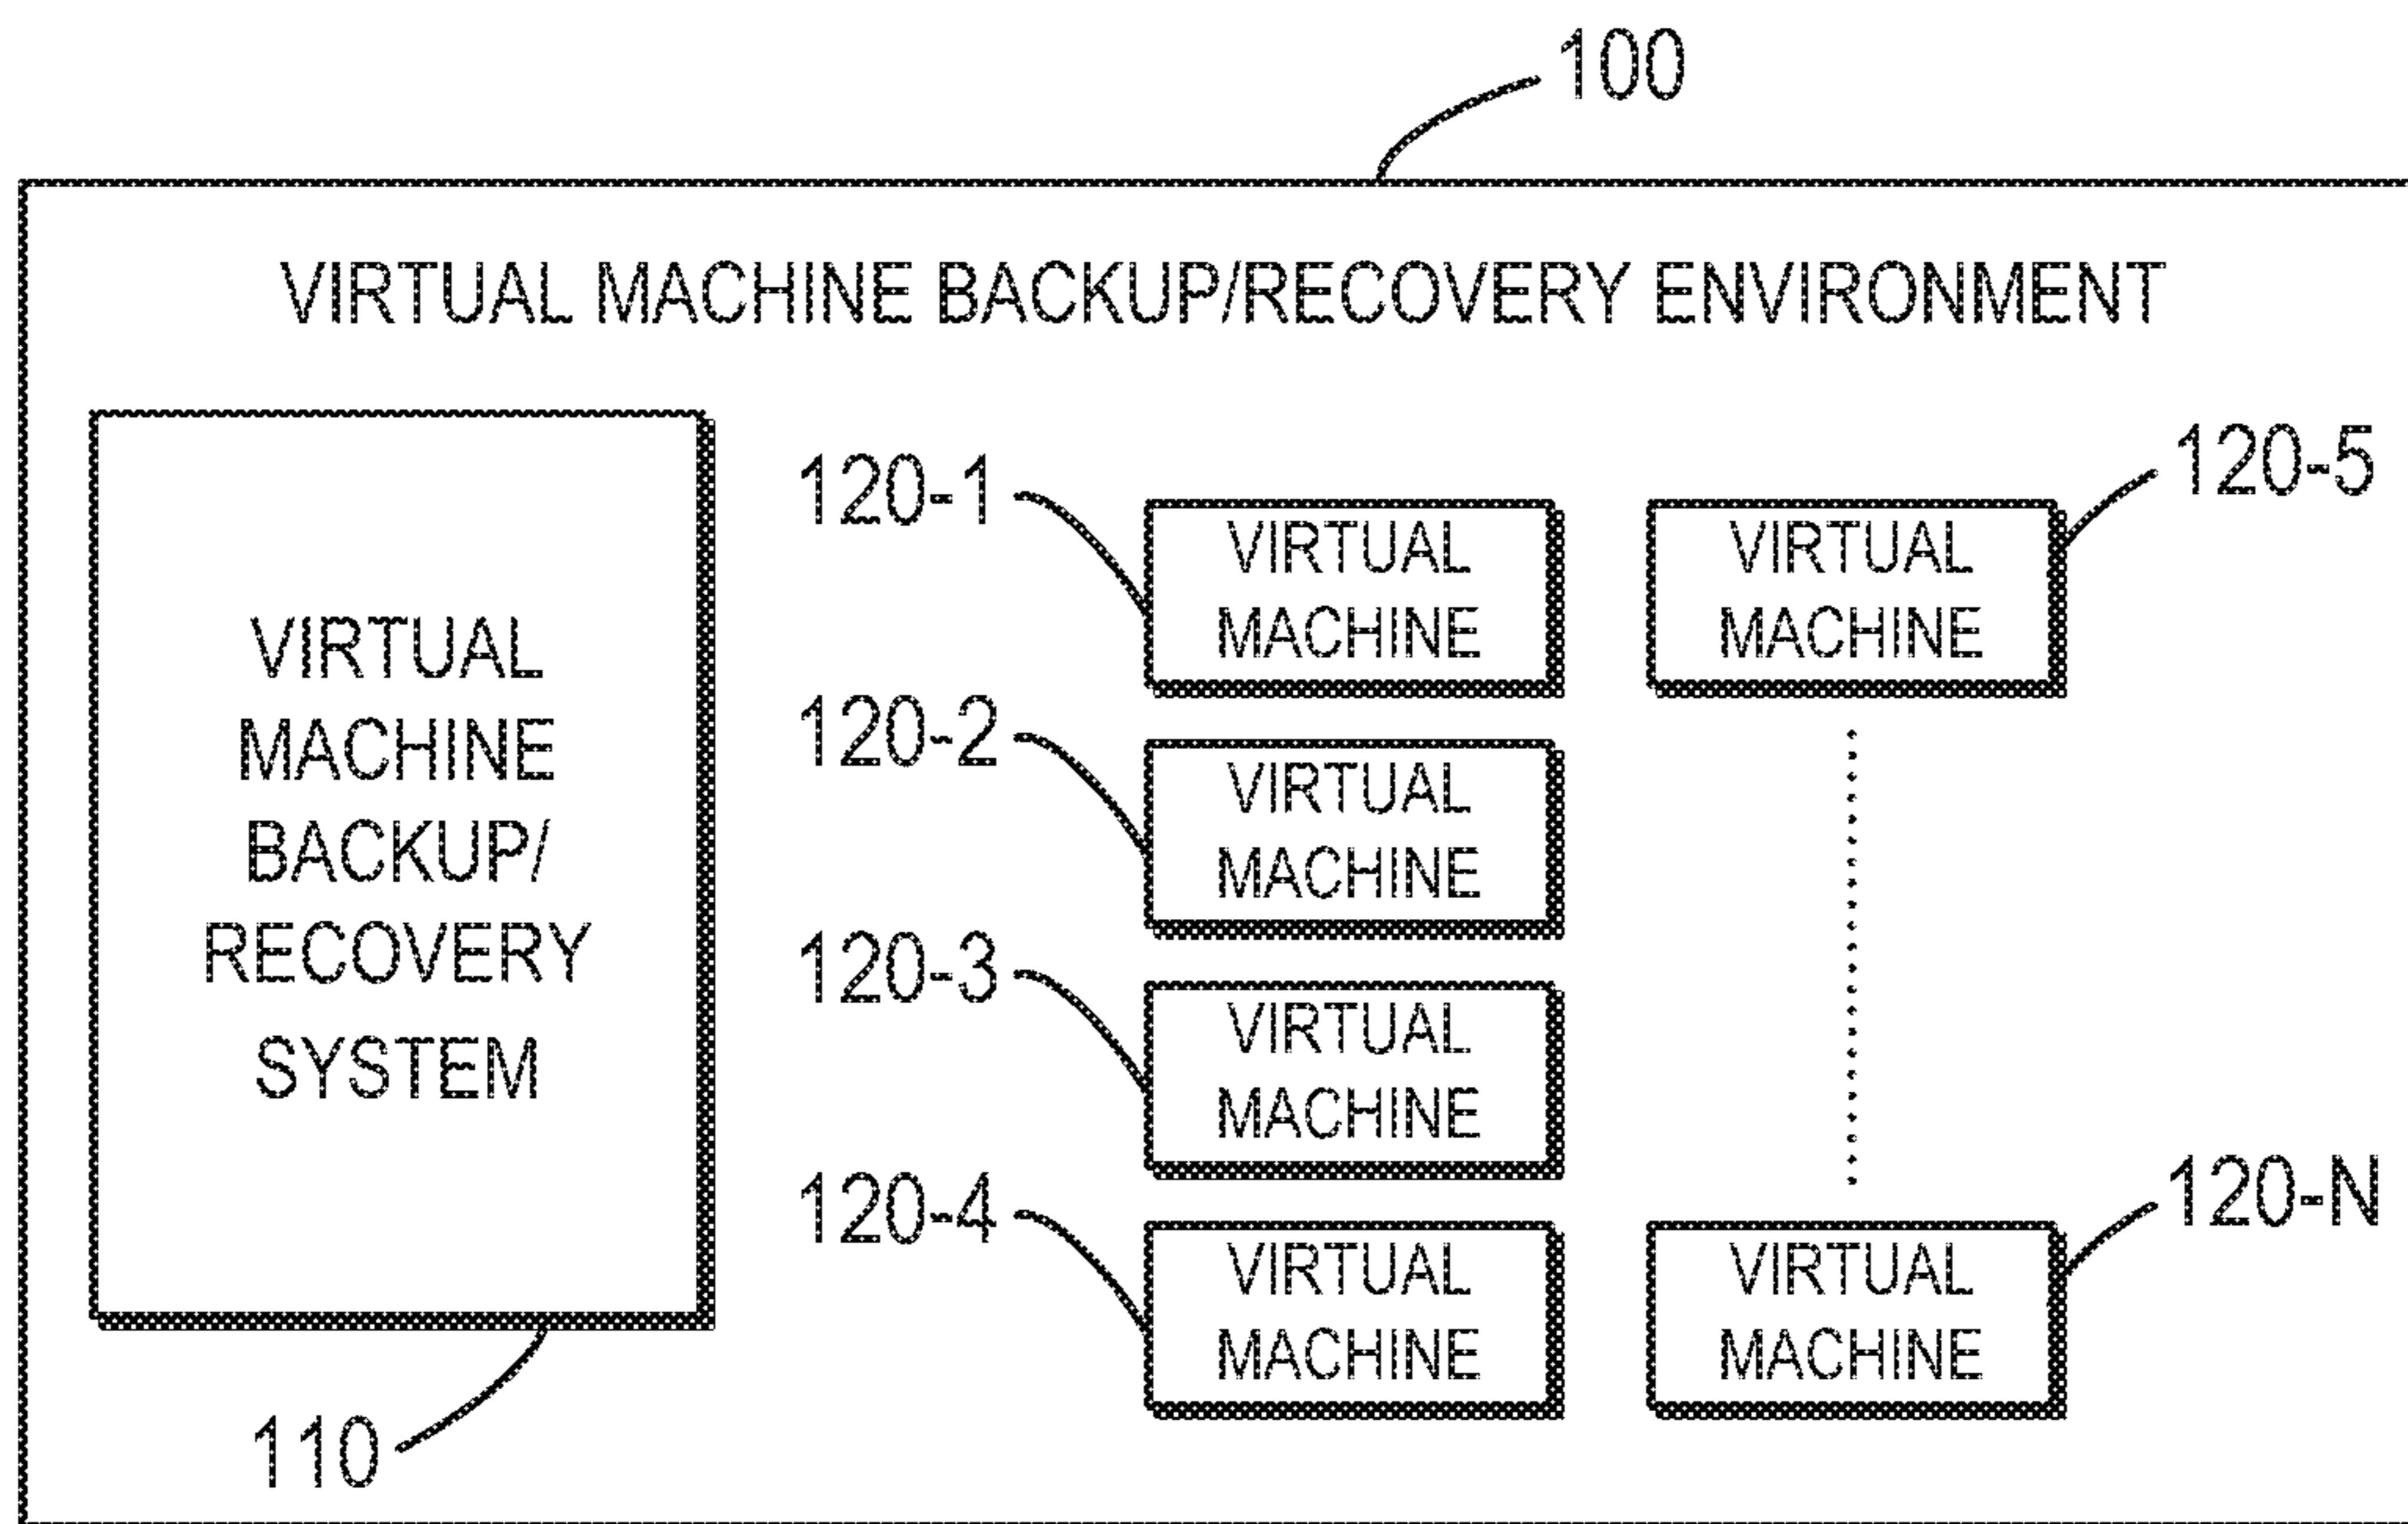 100
VIRTUAL MACHINE BACKUP/RECOVERY ENVIRONMENT
VIRTUAL
MACHINE
BACKUP/
RECOVERY
SYSTEM
110
120-1
VIRTUAL
MACHINE
120-2
VIRTUAL
MACHINE
120-3
VIRTUAL
MACHINE
120-4
VIRTUAL
MACHINE
120-5
VIRTUAL
MACHINE
120-N
VIRTUAL
MACHINE